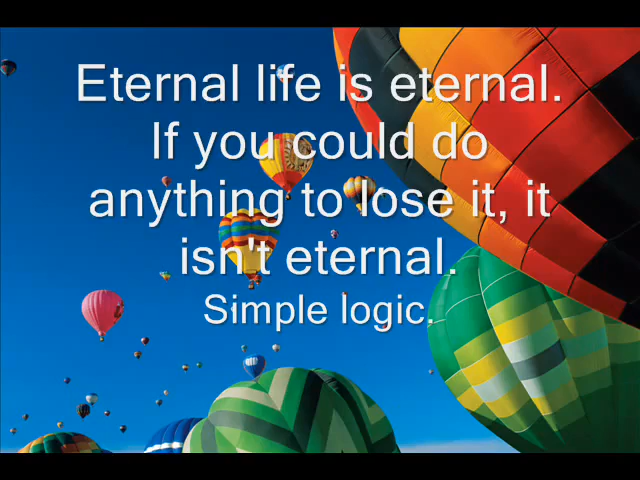 Eternal life is eternal.
If you could do
anything to lose it, it
isn't eternal.
Simple logic.